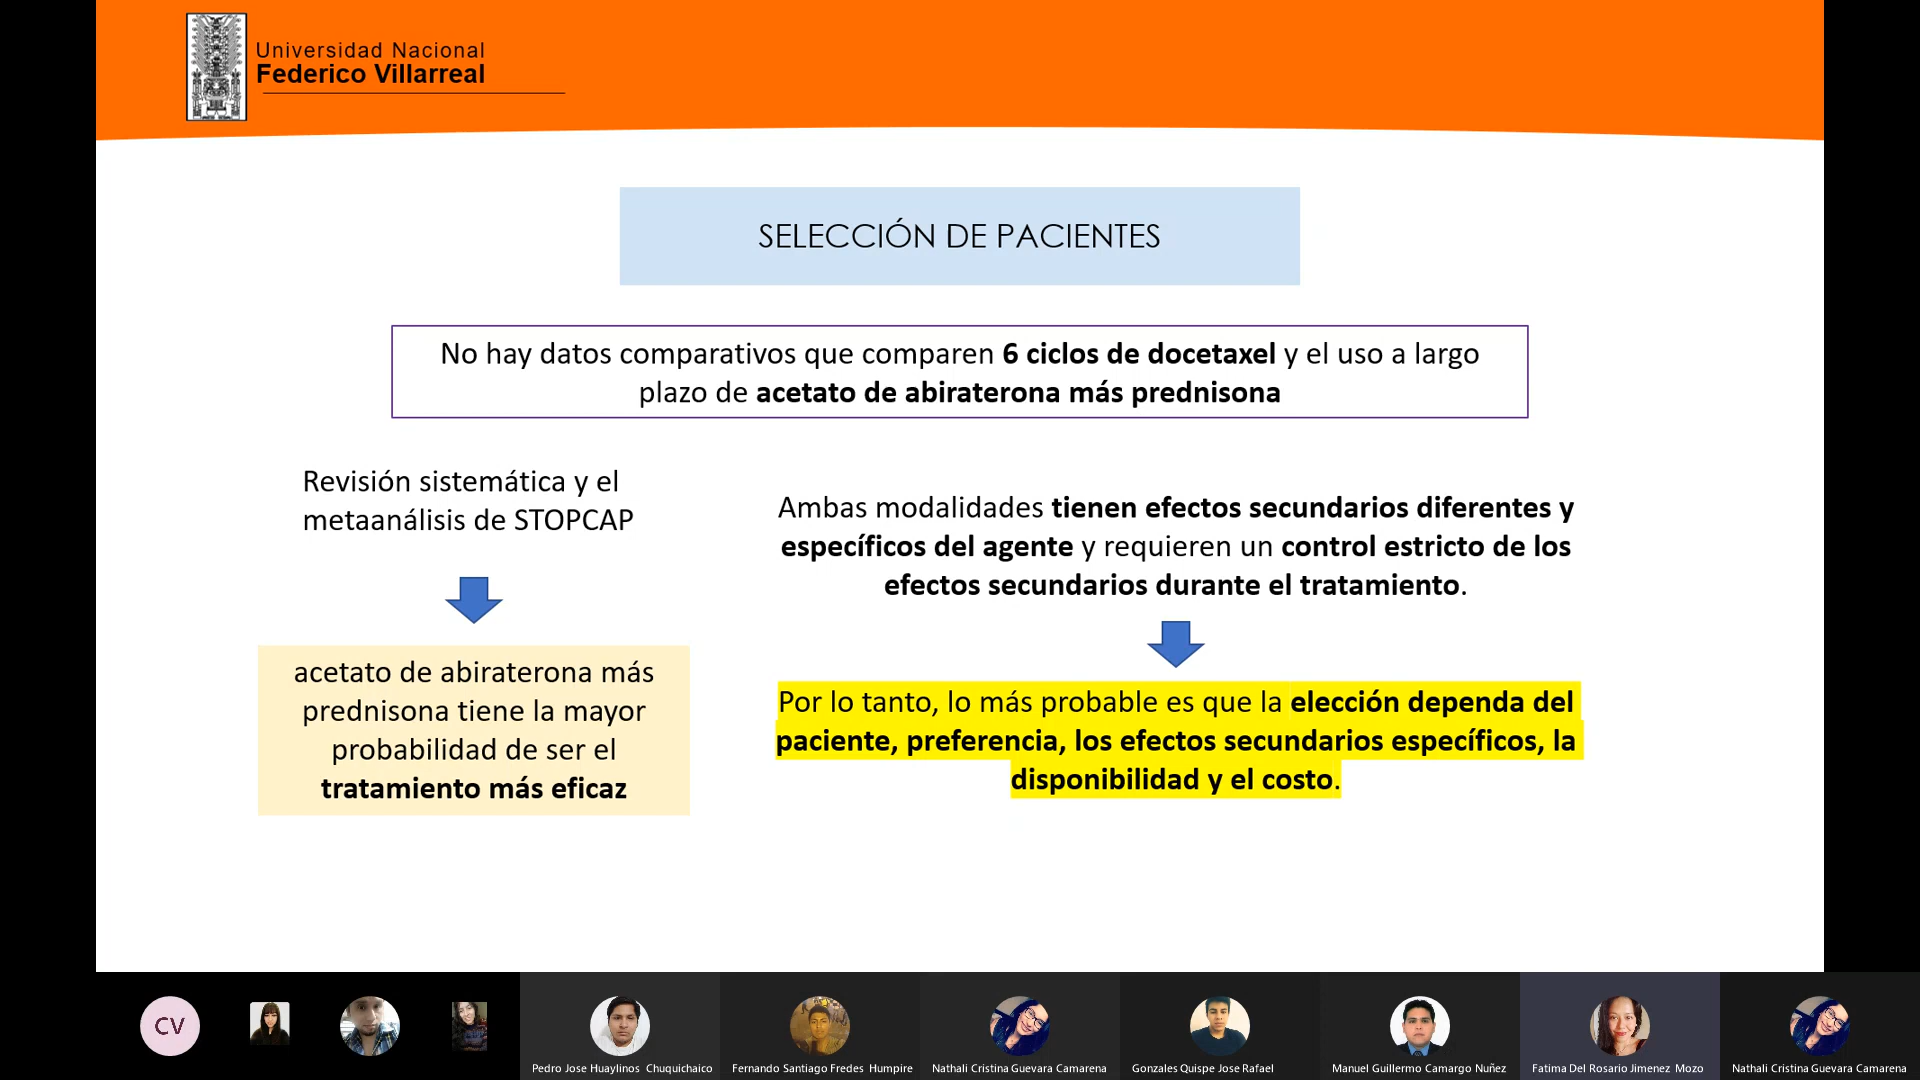 Universidad Nacional
Federico Villarreal
SELECCIÓN DE PACIENTES
No hay datos comparativos que comparen 6 ciclos de docetaxel y el uso a largo
plazo de acetato de abiraterona más prednisona
Revisión sistemática y el
metaanálisis de STOPCAP
acetato de abiraterona más
prednisona tiene la mayor
probabilidad de ser el
tratamiento más eficaz
Ambas modalidades tienen efectos secundarios diferentes y
específicos del agente y requieren un control estricto de los
efectos secundarios durante el tratamiento.
Por lo tanto, lo más probable es que la elección dependa del
paciente, preferencia, los efectos secundarios específicos, la
disponibilidad y el costo.
CV
Pedro Jose Huaylinos Chuquichaico
Fernando Santiago Fredes Humpire
Nathali Cristina Guevara Camarena
Gonzales Quispe Jose Rafael
Manuel Guillermo Camargo Nuñez
Fatima Del Rosario Jimenez Mozo
Nathali Cristina Guevara Camarena